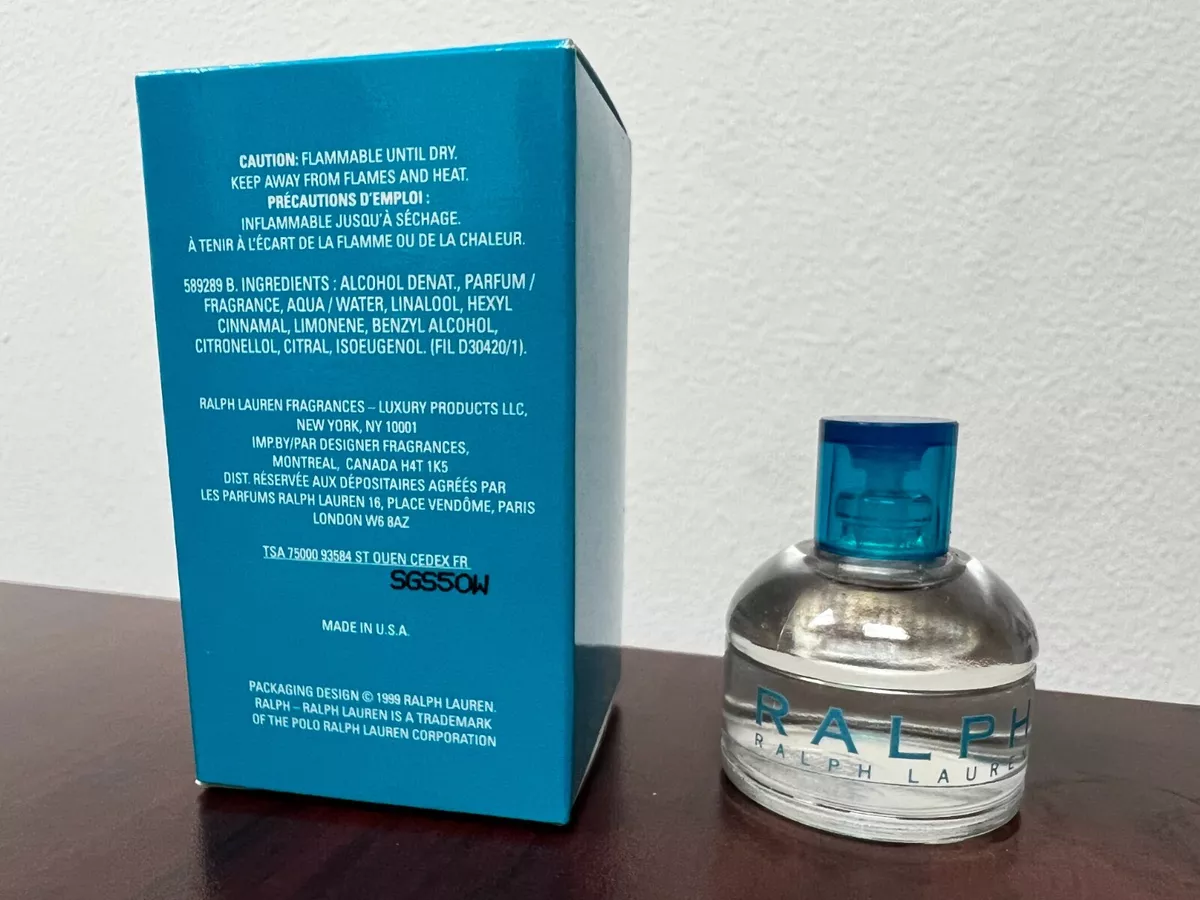 CAUTION: FLAMMABLE UNTIL DRY.
KEEP AWAY FROM FLAMES AND HEAT.
PRÉCAUTIONS D'EMPLOI :
INFLAMMABLE JUSQU'À SÉCHAGE.
À TENIR À L'ÉCART DE LA FLAMME OU DE LA CHALEUR.
589289 B. INGREDIENTS : ALCOHOL DENAT., PARFUM /
FRAGRANCE, AQUA / WATER, LINALOOL, HEXYL
CINNAMAL, LIMONENE, BENZYL ALCOHOL,
CITRONELLOL, CITRAL, ISOEUGENOL. (FIL D30420/1).
RALPH LAUREN FRAGRANCES – LUXURY PRODUCTS LLC,
NEW YORK, NY 10001
IMP.BY/PAR DESIGNER FRAGRANCES,
MONTREAL, CANADA H4T 1K5
DIST. RÉSERVÉE AUX DÉPOSITAIRES AGRÉÉS PAR
LES PARFUMS RALPH LAUREN 16, PLACE VENDÔME, PARIS
LONDON W6 8AZ
TSA 75000 93584 ST OUEN CEDEX FR
SGS50W
MADE IN U.S.A.
PACKAGING DESIGN © 1999 RALPH LAUREN.
RALPH – RALPH LAUREN IS A TRADEMARK
OF THE POLO RALPH LAUREN CORPORATION
RALPH
RALPH LAURE